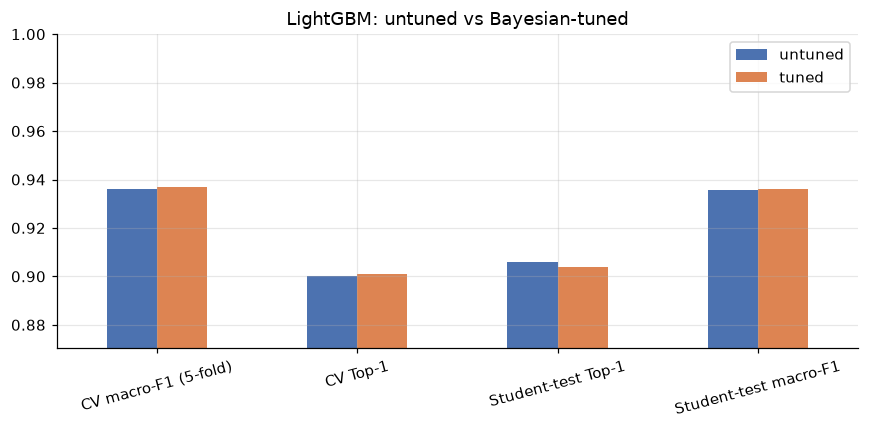 LightGBM: untuned vs Bayesian-tuned
1.00
0.98
0.96
0.94
0.92
0.90
0.88
untuned
tuned
CV macro-F1 (5-fold)
CV Top-1
Student-test Top-1
Student-test macro-F1